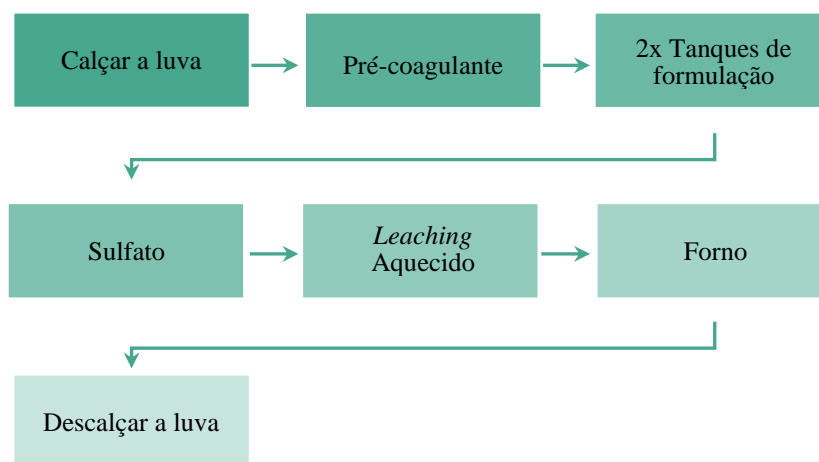 Calçar a luva
Pré-coagulante
2x Tanques de
formulação
Sulfato
Leaching
Aquecido
Forno
Descalçar a luva